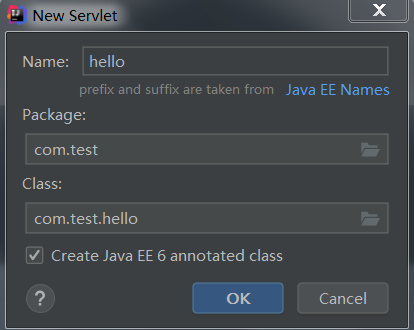 New Servlet
Name: hello
prefix and suffix are taken from Java EE Names
Package:
com.test
Class:
com.test.hello
Create Java EE 6 annotated class
? OK Cancel